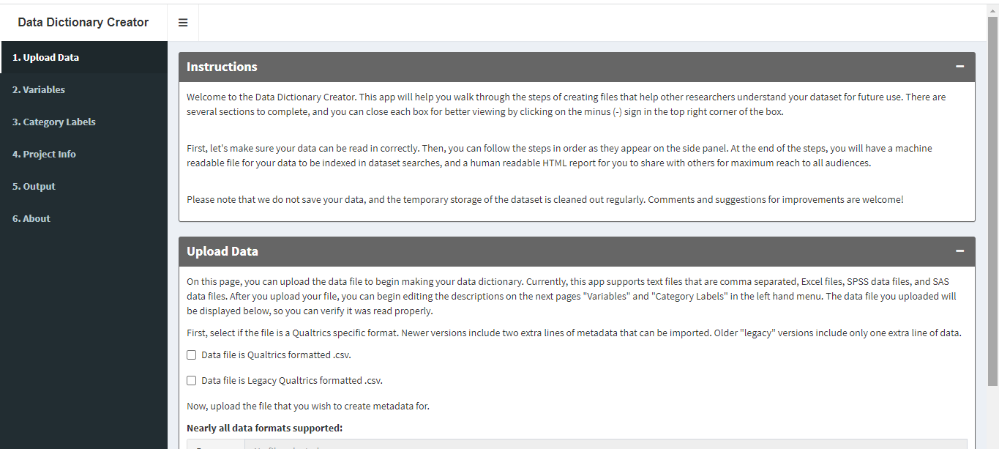 Data Dictionary Creator
1. Upload Data
2. Variables
3. Category Labels
4. Project Info
5. Output
6. About
Instructions
Welcome to the Data Dictionary Creator. This app will help you walk through the steps of creating files that help other researchers understand your dataset for future use. There are
several sections to complete, and you can close each box for better viewing by clicking on the minus (-) sign in the top right corner of the box.
First, let's make sure your data can be read in correctly. Then, you can follow the steps in order as they appear on the side panel. At the end of the steps, you will have a machine
readable file for your data to be indexed in dataset searches, and a human readable HTML report for you to share with others for maximum reach to all audiences.
Please note that we do not save your data, and the temporary storage of the dataset is cleaned out regularly. Comments and suggestions for improvements are welcome!
Upload Data
On this page, you can upload the data file to begin making your data dictionary. Currently, this app supports text files that are comma separated, Excel files, SPSS data files, and SAS
data files. After you upload your file, you can begin editing the descriptions on the next pages "Variables" and "Category Labels" in the left hand menu. The data file you uploaded will
be displayed below, so you can verify it was read properly.
First, select if the file is a Qualtrics specific format. Newer versions include two extra lines of metadata that can be imported. Older "legacy" versions include only one extra line of data.
Data file is Qualtrics formatted .csv.
Data file is Legacy Qualtrics formatted .csv.
Now, upload the file that you wish to create metadata for.
Nearly all data formats supported: